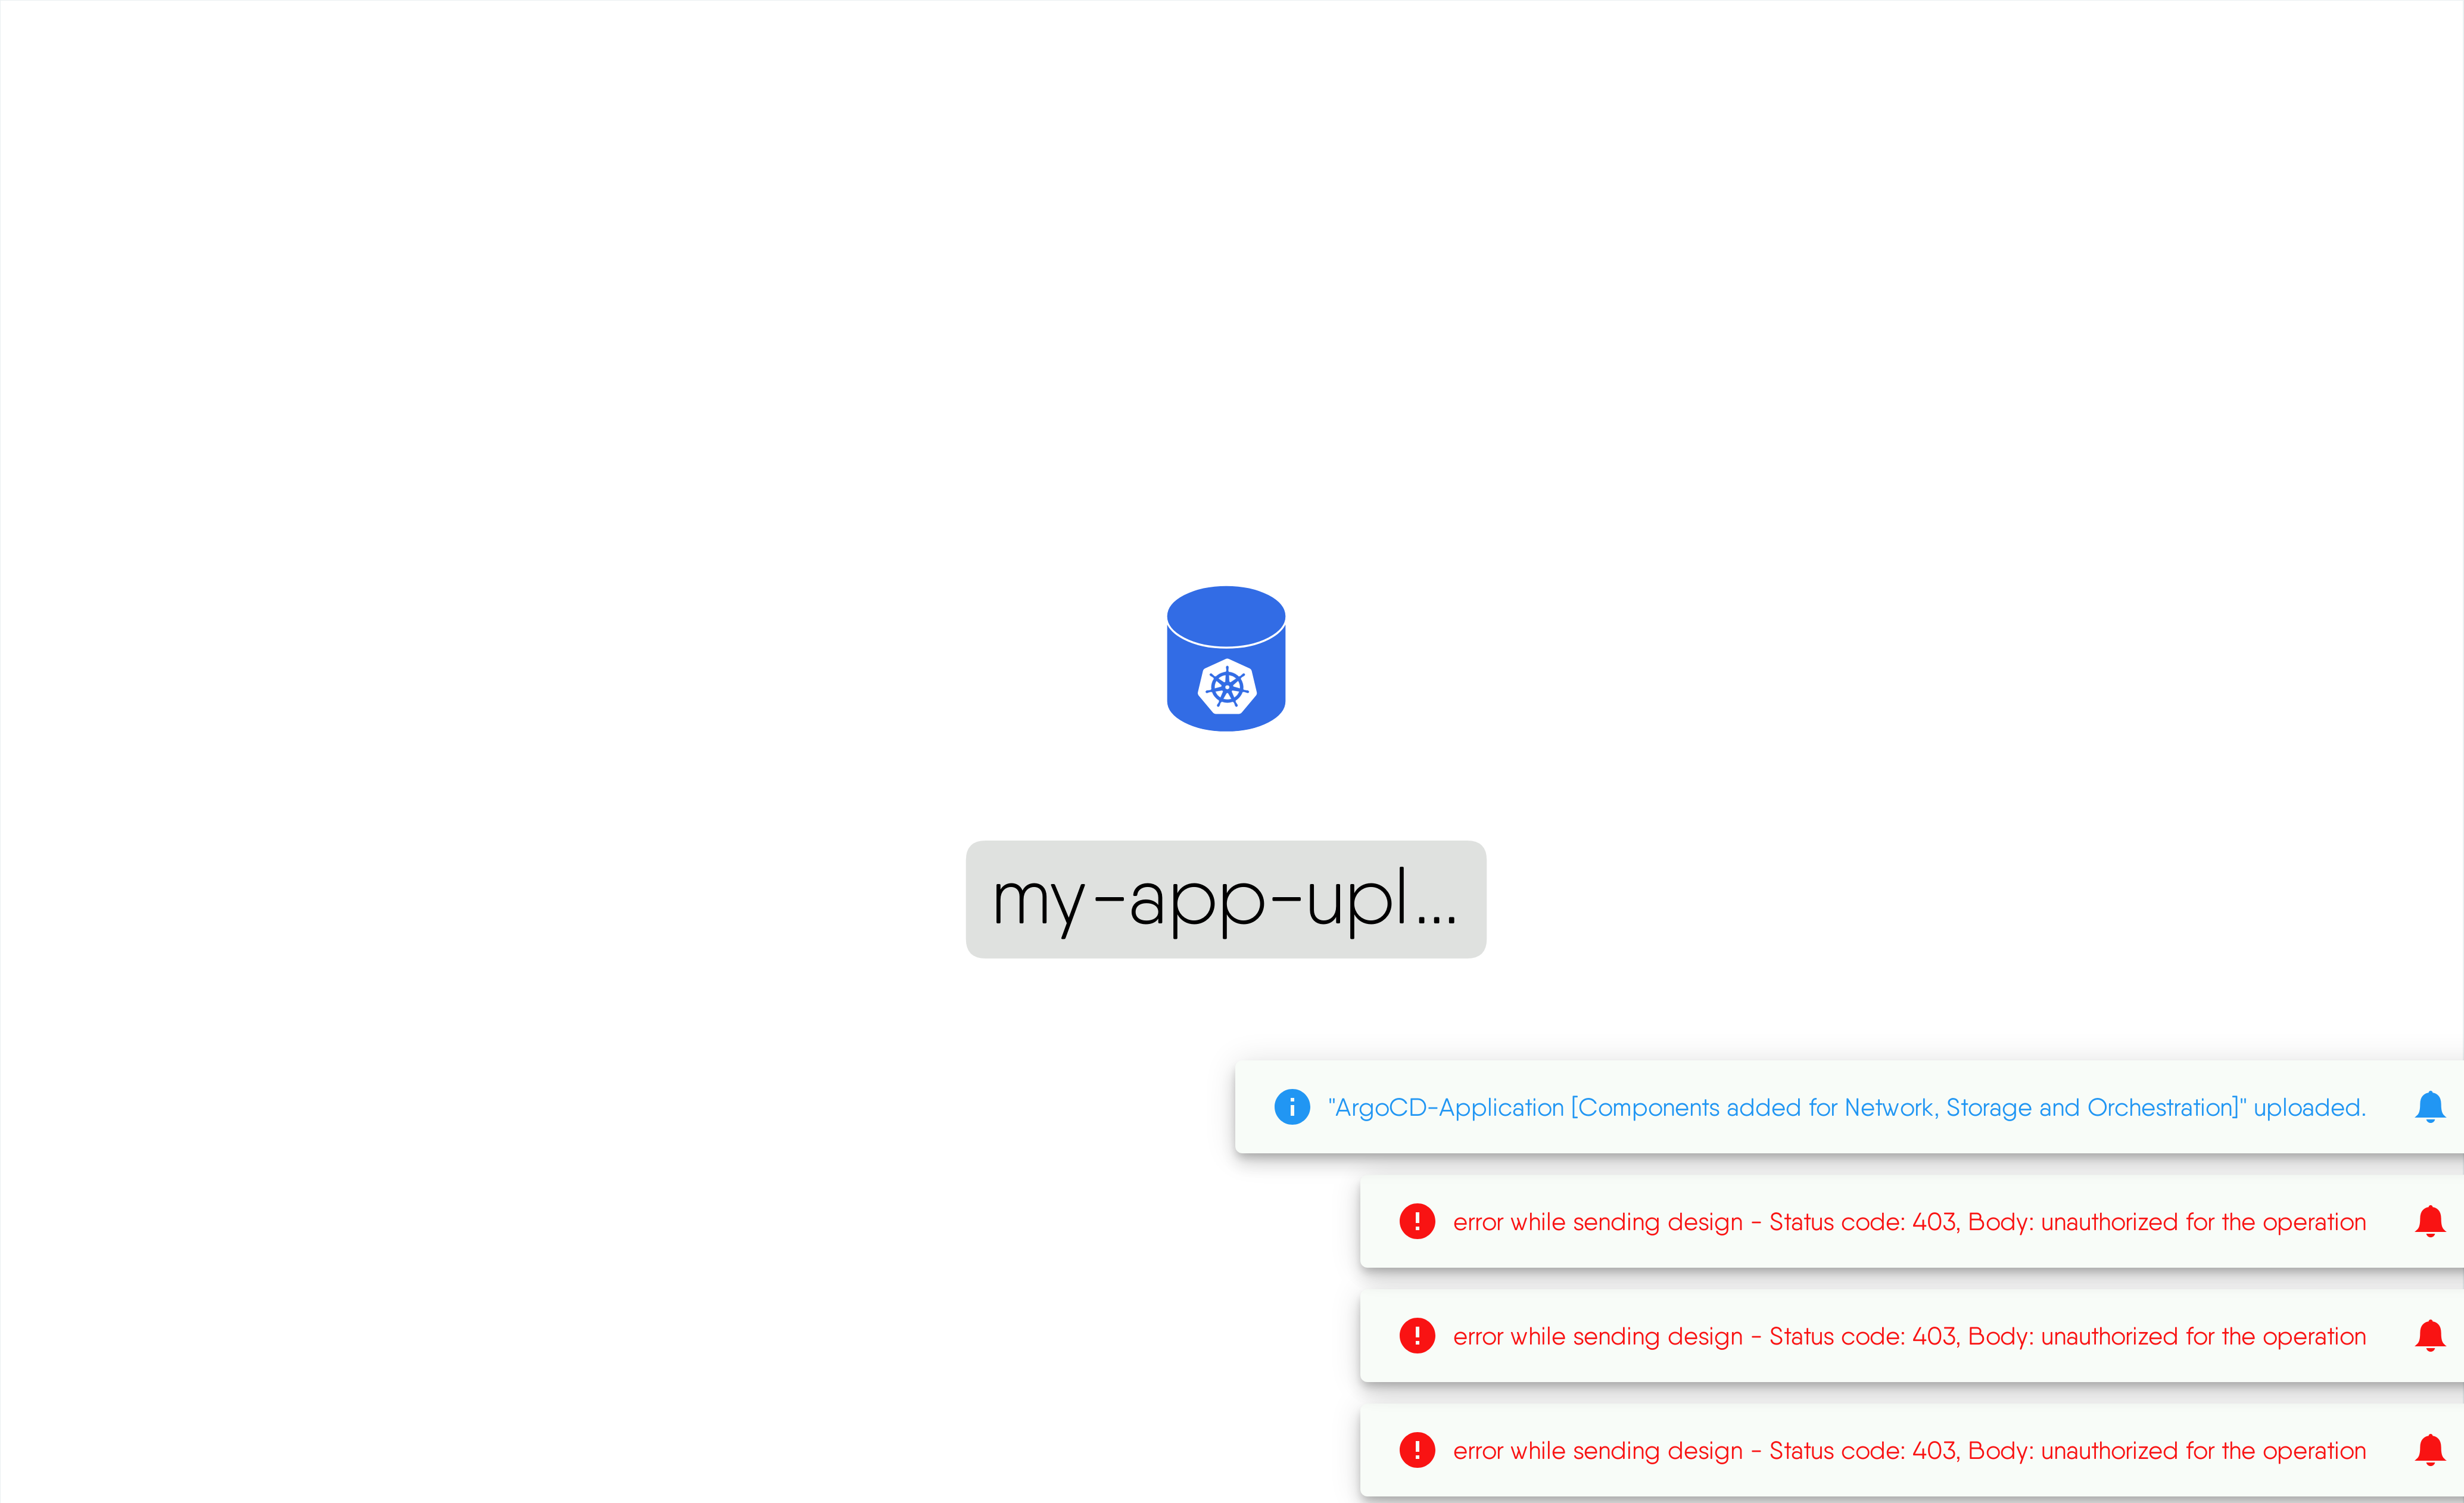 my-app-upl...
"ArgoCD-Application [Components added for Network, Storage and Orchestration]" uploaded.
error while sending design - Status code: 403, Body: unauthorized for the operation
error while sending design - Status code: 403, Body: unauthorized for the operation
error while sending design - Status code: 403, Body: unauthorized for the operation